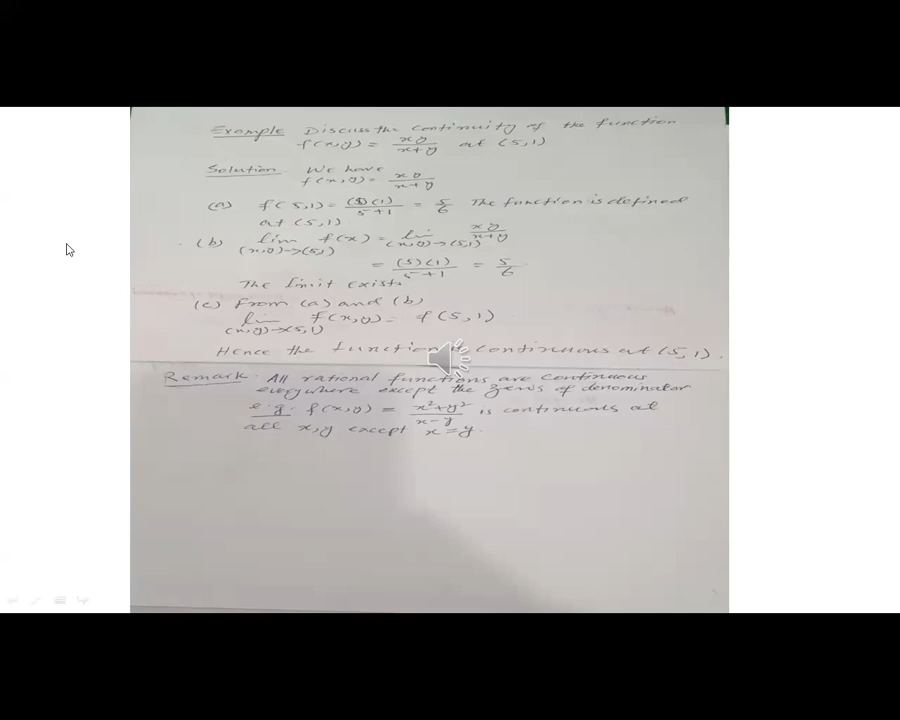 Example Discuss the continuity of the function
f(x,y) = xy/x+y at (5,1)
Solution. We have
f(x,y) = xy/x+y
(a) f(5,1) = (5)(1)/5+1 = 5/6 The function is defined
at (5,1)
(b) lim (x,y)->(5,1) f(x) = lim (x,y)->(5,1) xy/x+y
= (5)(1)/5+1 = 5/6
The limit exists
(c) From (a) and (b)
lim (x,y)->(5,1) f(x,y) = f(5,1)
Hence the function is continuous at (5,1).
Remark. All rational functions are continuous
everywhere except the zeros of denominator
e.g. f(x,y) = x²+y²/x-y is continuous at
all x,y except x=y.